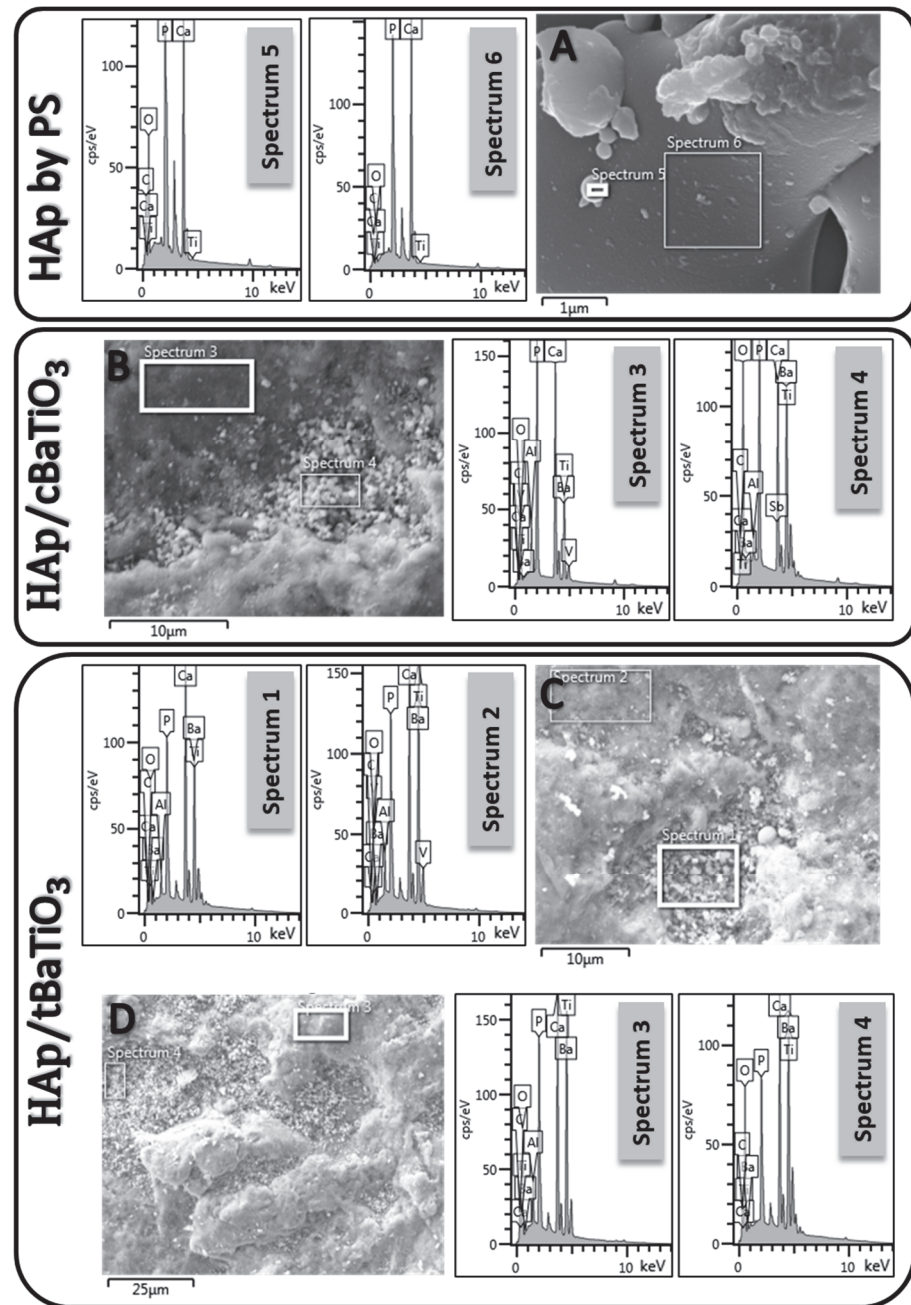 HAp by PS
cps/eV
100
50
0
P
Ca
O
C
Ca
Ti
Ti
0
10
keV
Spectrum 5
cps/eV
100
50
0
P
Ca
O
C
Ca
Ti
0
10
keV
Spectrum 6
A
Spectrum 6
Spectrum 5
1µm
HAp/cBaTiO3
B
Spectrum 3
Spectrum 4
10µm
cps/eV
150
100
50
0
P
Ca
O
Al
C
Ti
Ba
Ca
V
0
10
keV
Spectrum 3
cps/eV
100
50
0
O
P
Ca
Ba
Ti
C
Al
Sb
Ca
Ba
Ti
0
10
keV
Spectrum 4
HAp/tBaTiO3
cps/eV
100
50
0
Ca
P
Ba
Ti
O
C
Al
Ca
0
10
keV
Spectrum 1
cps/eV
150
100
50
0
Ca
Ti
P
Ba
O
C
Al
Ba
Ca
V
0
10
keV
Spectrum 2
C
Spectrum 2
Spectrum 1
10µm
D
Spectrum 3
Spectrum 4
25µm
cps/eV
150
100
50
0
Ti
P
Ca
Ba
O
C
Al
Ti
0
10
keV
Spectrum 3
cps/eV
100
50
0
Ca
Ba
Ti
O
P
C
Ba
Ca
0
10
keV
Spectrum 4